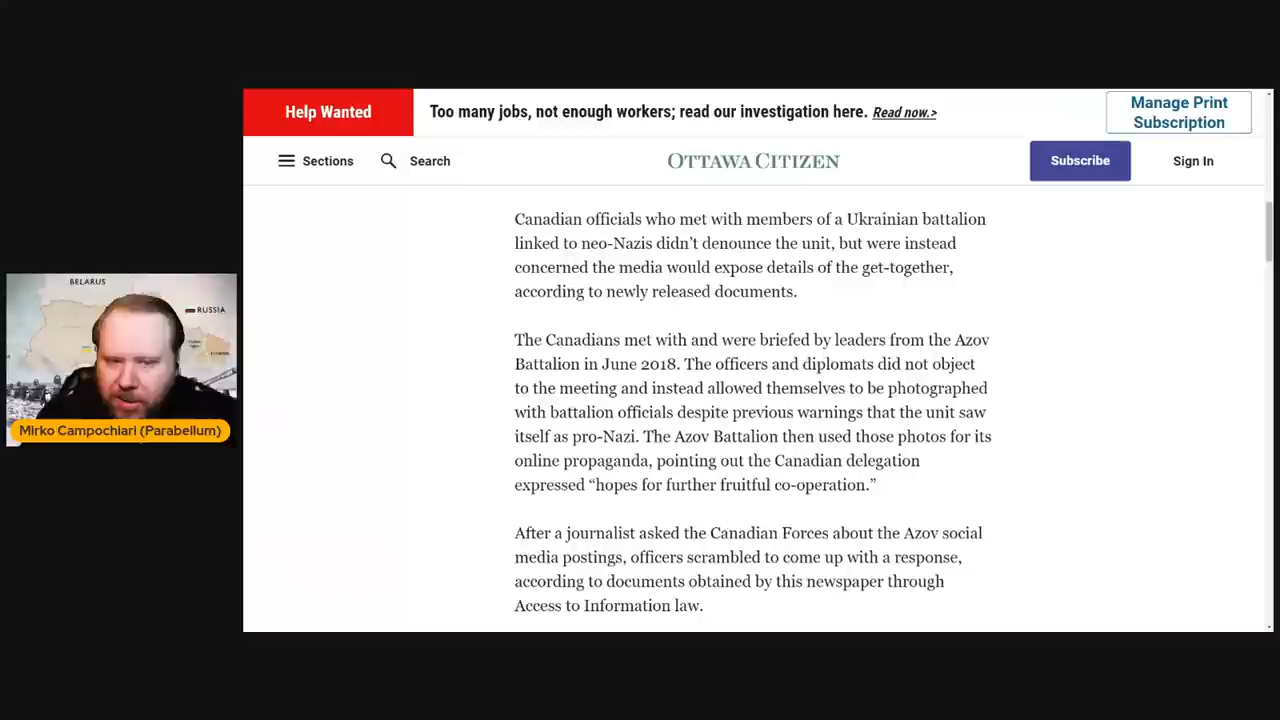 Help Wanted
Too many jobs, not enough workers; read our investigation here. Read now.>
Manage Print
Subscription
Sections
Search
OTTAWA CITIZEN
Subscribe
Sign In
Canadian officials who met with members of a Ukrainian battalion
linked to neo-Nazis didn’t denounce the unit, but were instead
concerned the media would expose details of the get-together,
according to newly released documents.
The Canadians met with and were briefed by leaders from the Azov
Battalion in June 2018. The officers and diplomats did not object
to the meeting and instead allowed themselves to be photographed
with battalion officials despite previous warnings that the unit saw
itself as pro-Nazi. The Azov Battalion then used those photos for its
online propaganda, pointing out the Canadian delegation
expressed “hopes for further fruitful co-operation.”
After a journalist asked the Canadian Forces about the Azov social
media postings, officers scrambled to come up with a response,
according to documents obtained by this newspaper through
Access to Information law.
BELARUS
RUSSIA
Mirko Campochiari (Parabellum)